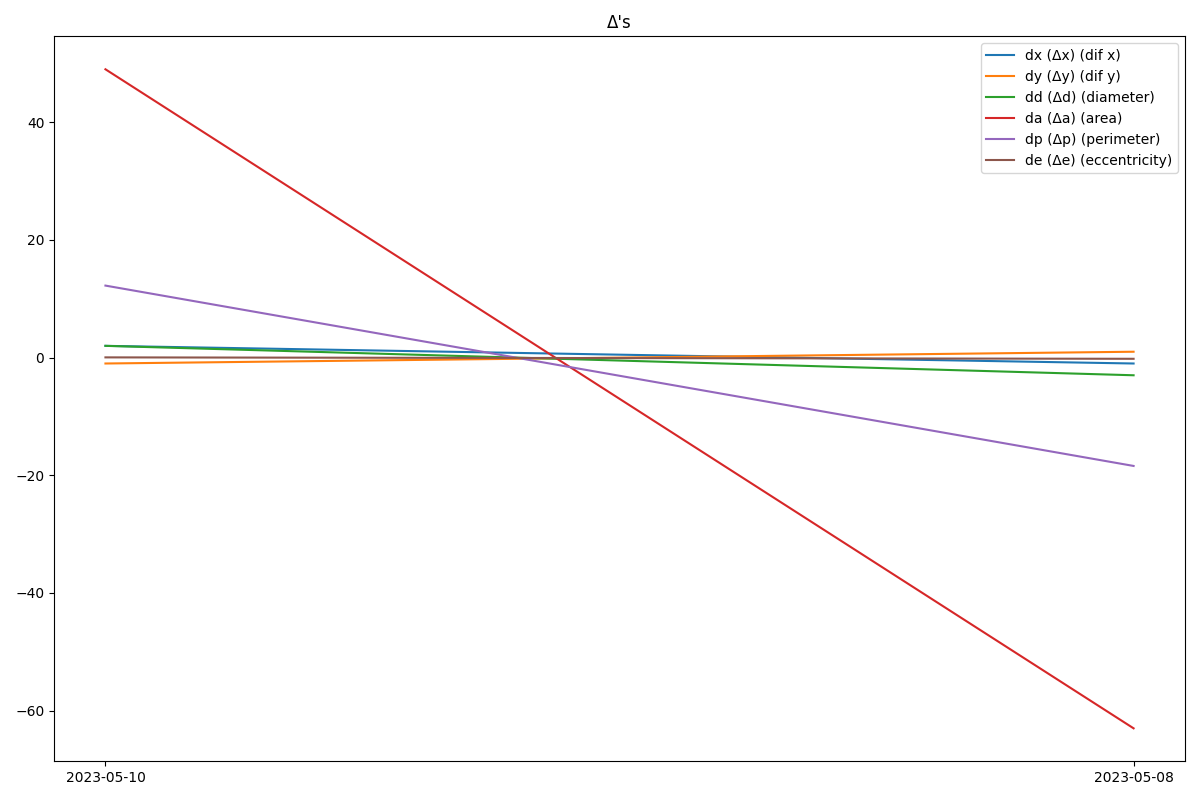 Δ's
dx (Δx) (dif x)
dy (Δy) (dif y)
dd (Δd) (diameter)
da (Δa) (area)
dp (Δp) (perimeter)
de (Δe) (eccentricity)
40
20
0
−20
−40
−60
2023-05-10 2023-05-08